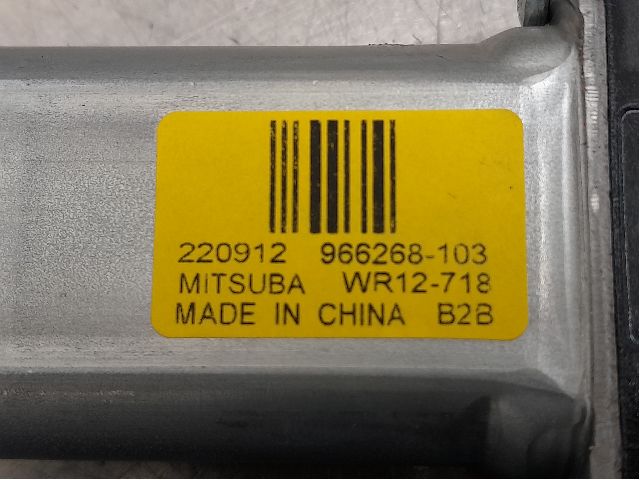 220912 966268-103
MITSUBA WR12-718
MADE IN CHINA B2B